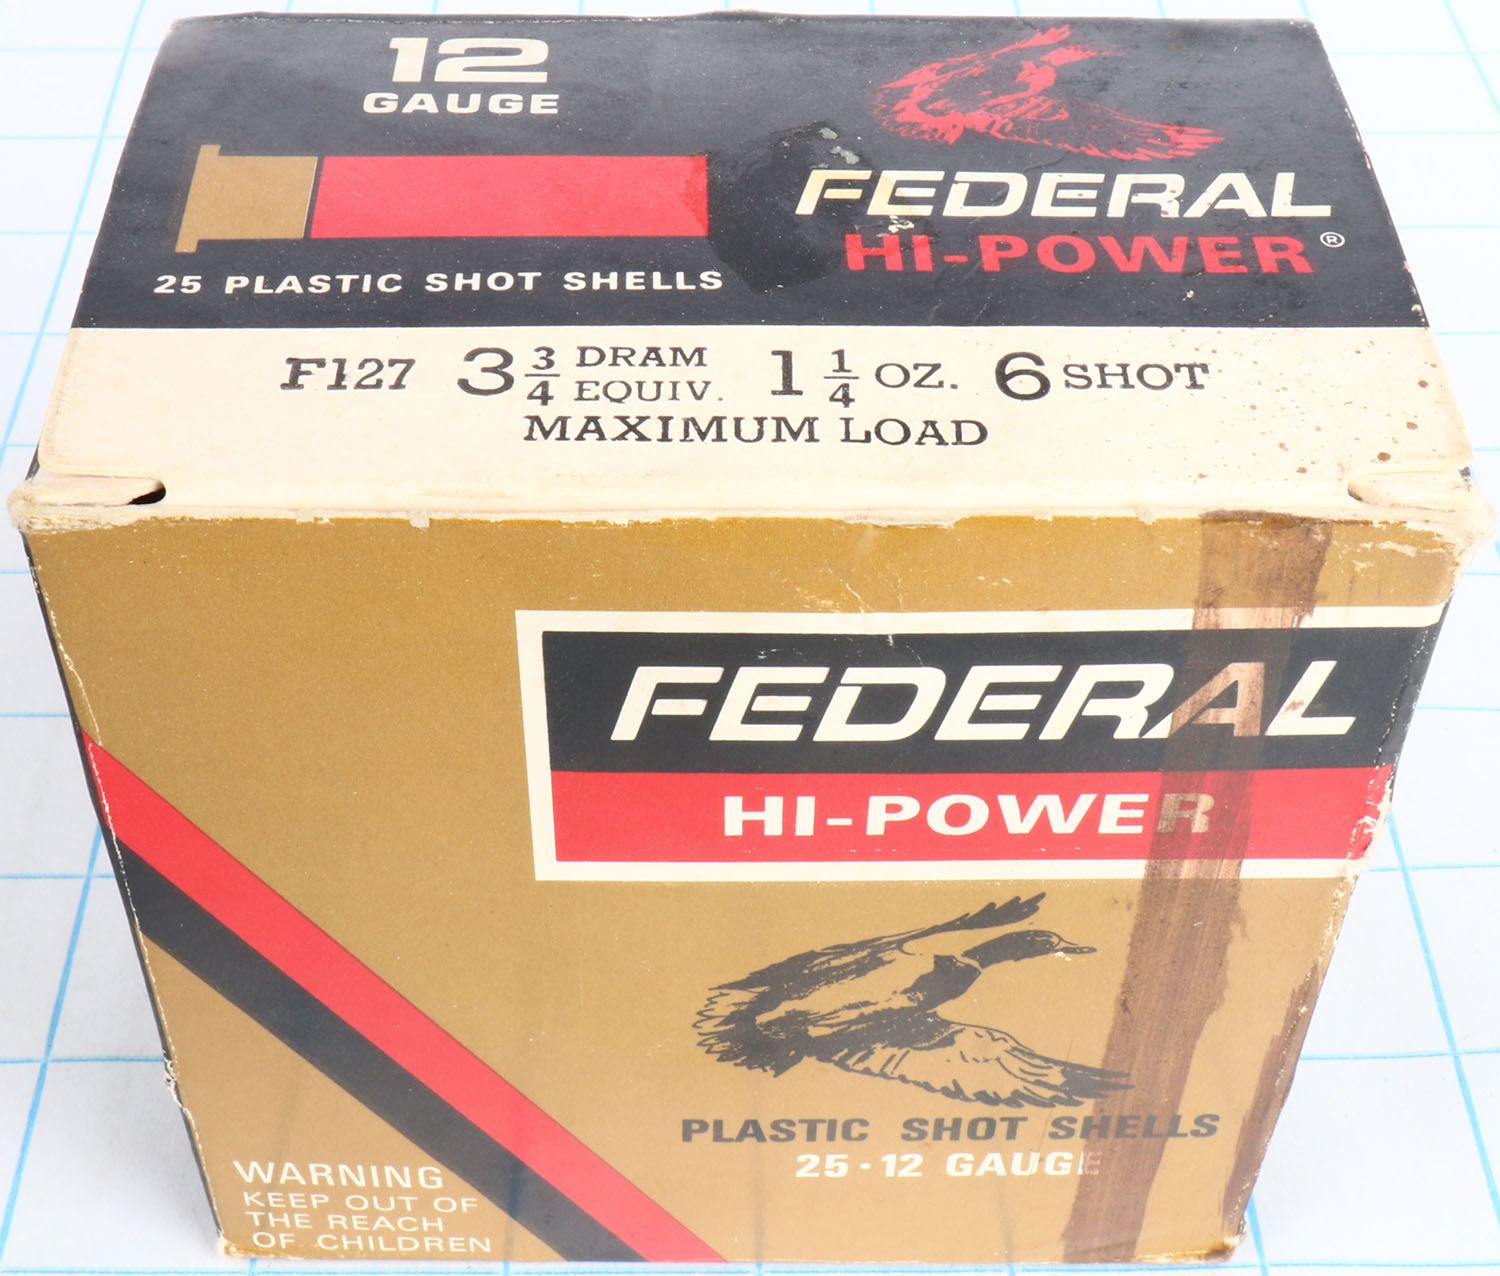 12
GAUGE
25 PLASTIC SHOT SHELLS
FEDERAL
HI-POWER®
F127 3 3/4 DRAM EQUIV. 1 1/4 OZ. 6 SHOT
MAXIMUM LOAD
FEDERAL
HI-POWER
PLASTIC SHOT SHELLS
25·12 GAUGE
WARNING
KEEP OUT OF
THE REACH
OF CHILDREN